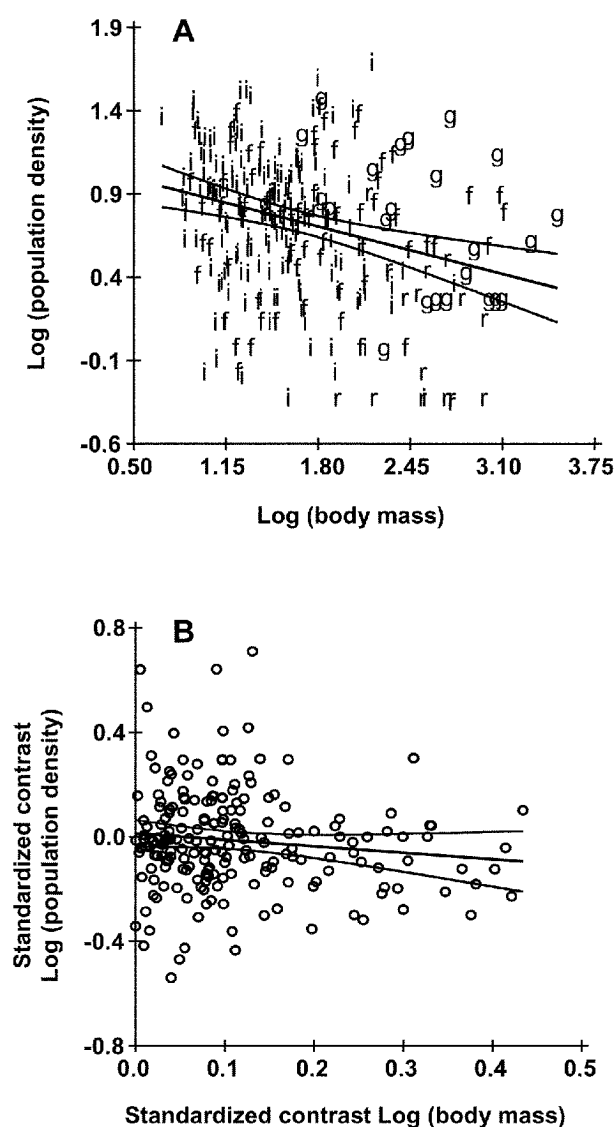 A
1.9
1.4
0.9
0.4
-0.1
-0.6
Log (population density)
0.50 1.15 1.80 2.45 3.10 3.75
Log (body mass)
B
0.8
0.4
0.0
-0.4
-0.8
Standardized contrast
Log (population density)
0.0 0.1 0.2 0.3 0.4 0.5
Standardized contrast Log (body mass)